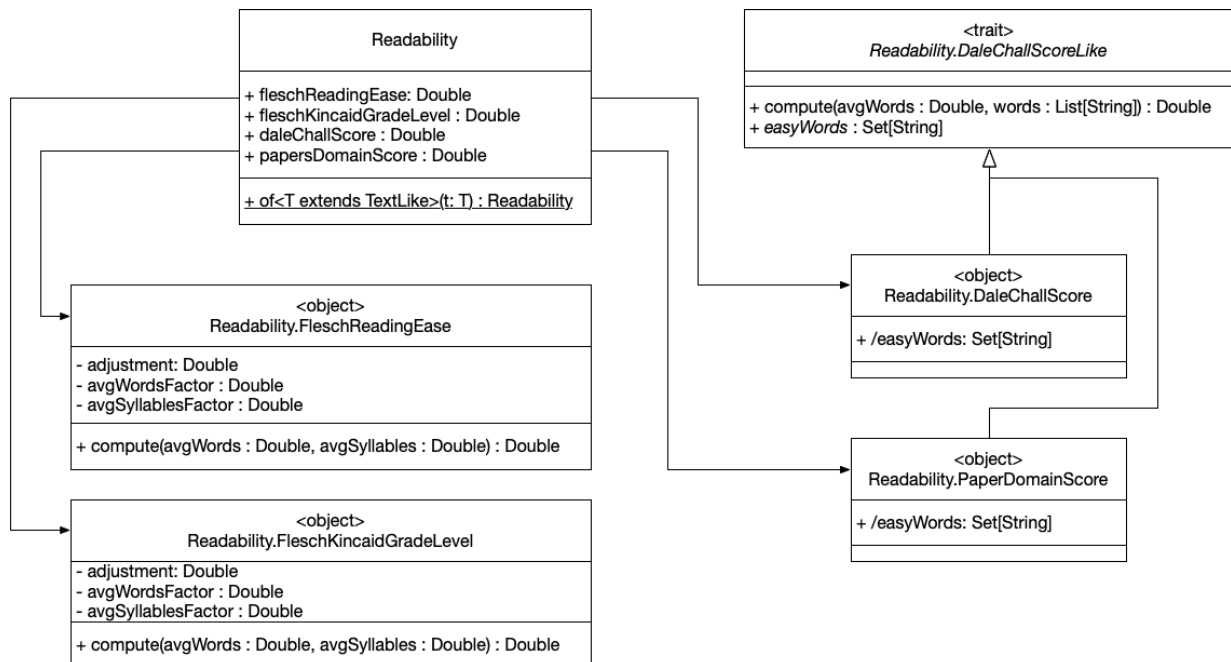 Readability
+ fleschReadingEase: Double
+ fleschKincaidGradeLevel : Double
+ daleChallScore : Double
+ papersDomainScore : Double
+ of<T extends TextLike>(t: T) : Readability
<trait>
Readability.DaleChallScoreLike
+ compute(avgWords : Double, words : List[String]) : Double
+ easyWords : Set[String]
<object>
Readability.FleschReadingEase
- adjustment: Double
- avgWordsFactor : Double
- avgSyllablesFactor : Double
+ compute(avgWords : Double, avgSyllables : Double) : Double
<object>
Readability.DaleChallScore
+ /easyWords: Set[String]
<object>
Readability.PaperDomainScore
+ /easyWords: Set[String]
<object>
Readability.FleschKincaidGradeLevel
- adjustment: Double
- avgWordsFactor : Double
- avgSyllablesFactor : Double
+ compute(avgWords : Double, avgSyllables : Double) : Double